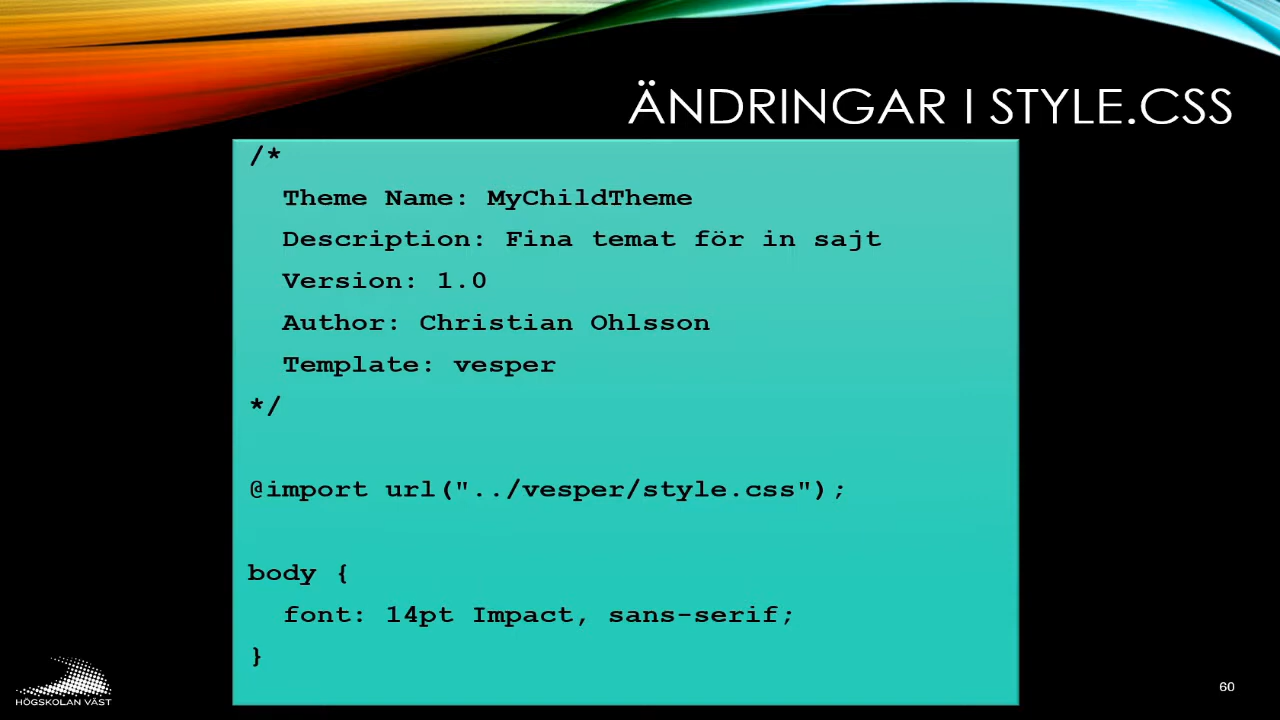 ÄNDRINGAR I STYLE.CSS
/*
Theme Name: MyChildTheme
Description: Fina temat för in sajt
Version: 1.0
Author: Christian Ohlsson
Template: vesper
*/
@import url("../vesper/style.css");
body {
font: 14pt Impact, sans-serif;
}
HÖGSKOLAN VÄST
60